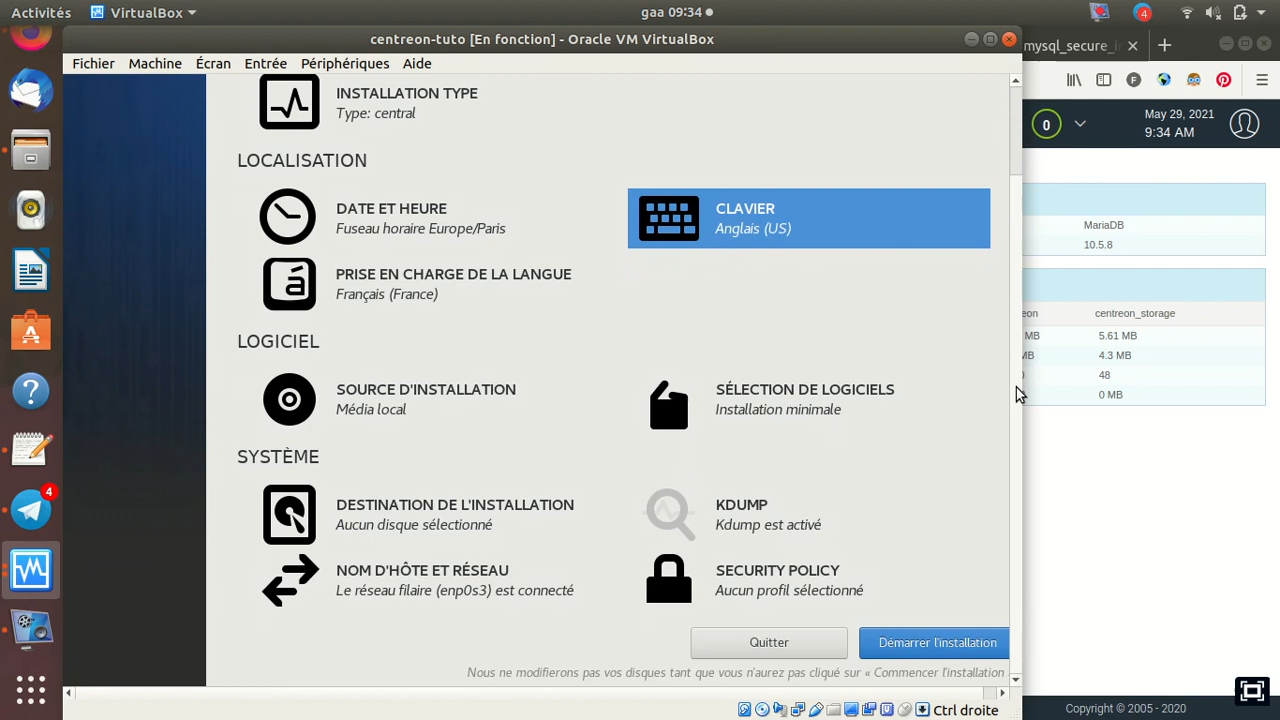 Activités
VirtualBox
gaa 09:34
4
centreon-tuto [En fonction] - Oracle VM VirtualBox
mysql_secure_i
Fichier Machine Écran Entrée Périphériques Aide
INSTALLATION TYPE
Type: central
0
May 29, 2021
9:34 AM
LOCALISATION
DATE ET HEURE
Fuseau horaire Europe/Paris
CLAVIER
Anglais (US)
PRISE EN CHARGE DE LA LANGUE
Français (France)
MariaDB
10.5.8
LOGICIEL
SOURCE D'INSTALLATION
Média local
SÉLECTION DE LOGICIELS
Installation minimale
eon centreon_storage
MB 5.61 MB
MB 4.3 MB
48
0 MB
SYSTÈME
DESTINATION DE L'INSTALLATION
Aucun disque sélectionné
KDUMP
Kdump est activé
NOM D'HÔTE ET RÉSEAU
Le réseau filaire (enp0s3) est connecté
SECURITY POLICY
Aucun profil sélectionné
4
Quitter
Démarrer l'installation
Nous ne modifierons pas vos disques tant que vous n'aurez pas cliqué sur « Commencer l'installation
Ctrl droite
Copyright © 2005 - 2020